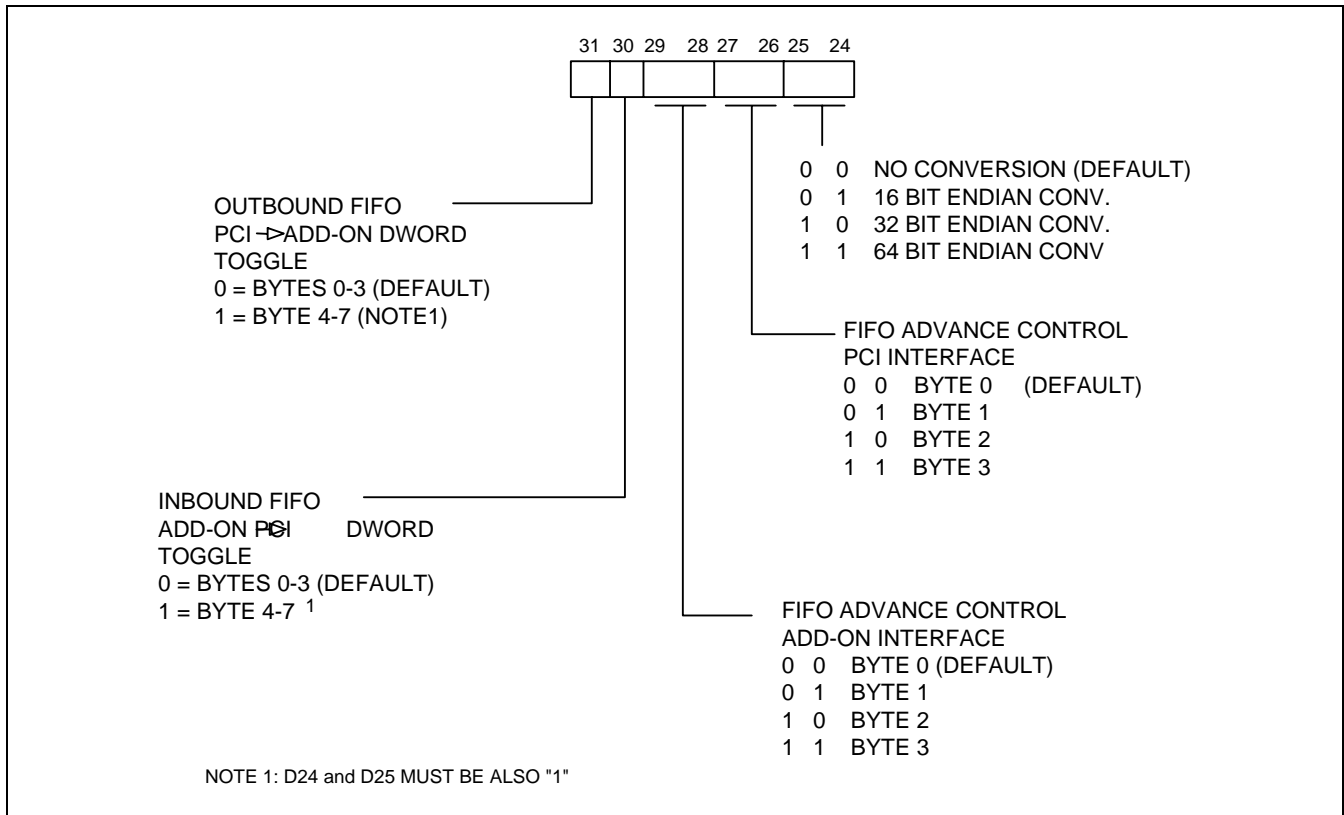 31 30 29 28 27 26 25 24
0 0 NO CONVERSION (DEFAULT)
0 1 16 BIT ENDIAN CONV.
1 0 32 BIT ENDIAN CONV.
1 1 64 BIT ENDIAN CONV
OUTBOUND FIFO
PCI ADD-ON DWORD
TOGGLE
0 = BYTES 0-3 (DEFAULT)
1 = BYTE 4-7 (NOTE1)
FIFO ADVANCE CONTROL
PCI INTERFACE
0 0 BYTE 0 (DEFAULT)
0 1 BYTE 1
1 0 BYTE 2
1 1 BYTE 3
INBOUND FIFO
ADD-ON PCI DWORD
TOGGLE
0 = BYTES 0-3 (DEFAULT)
1 = BYTE 4-7 1
FIFO ADVANCE CONTROL
ADD-ON INTERFACE
0 0 BYTE 0 (DEFAULT)
0 1 BYTE 1
1 0 BYTE 2
1 1 BYTE 3
NOTE 1: D24 and D25 MUST BE ALSO "1"